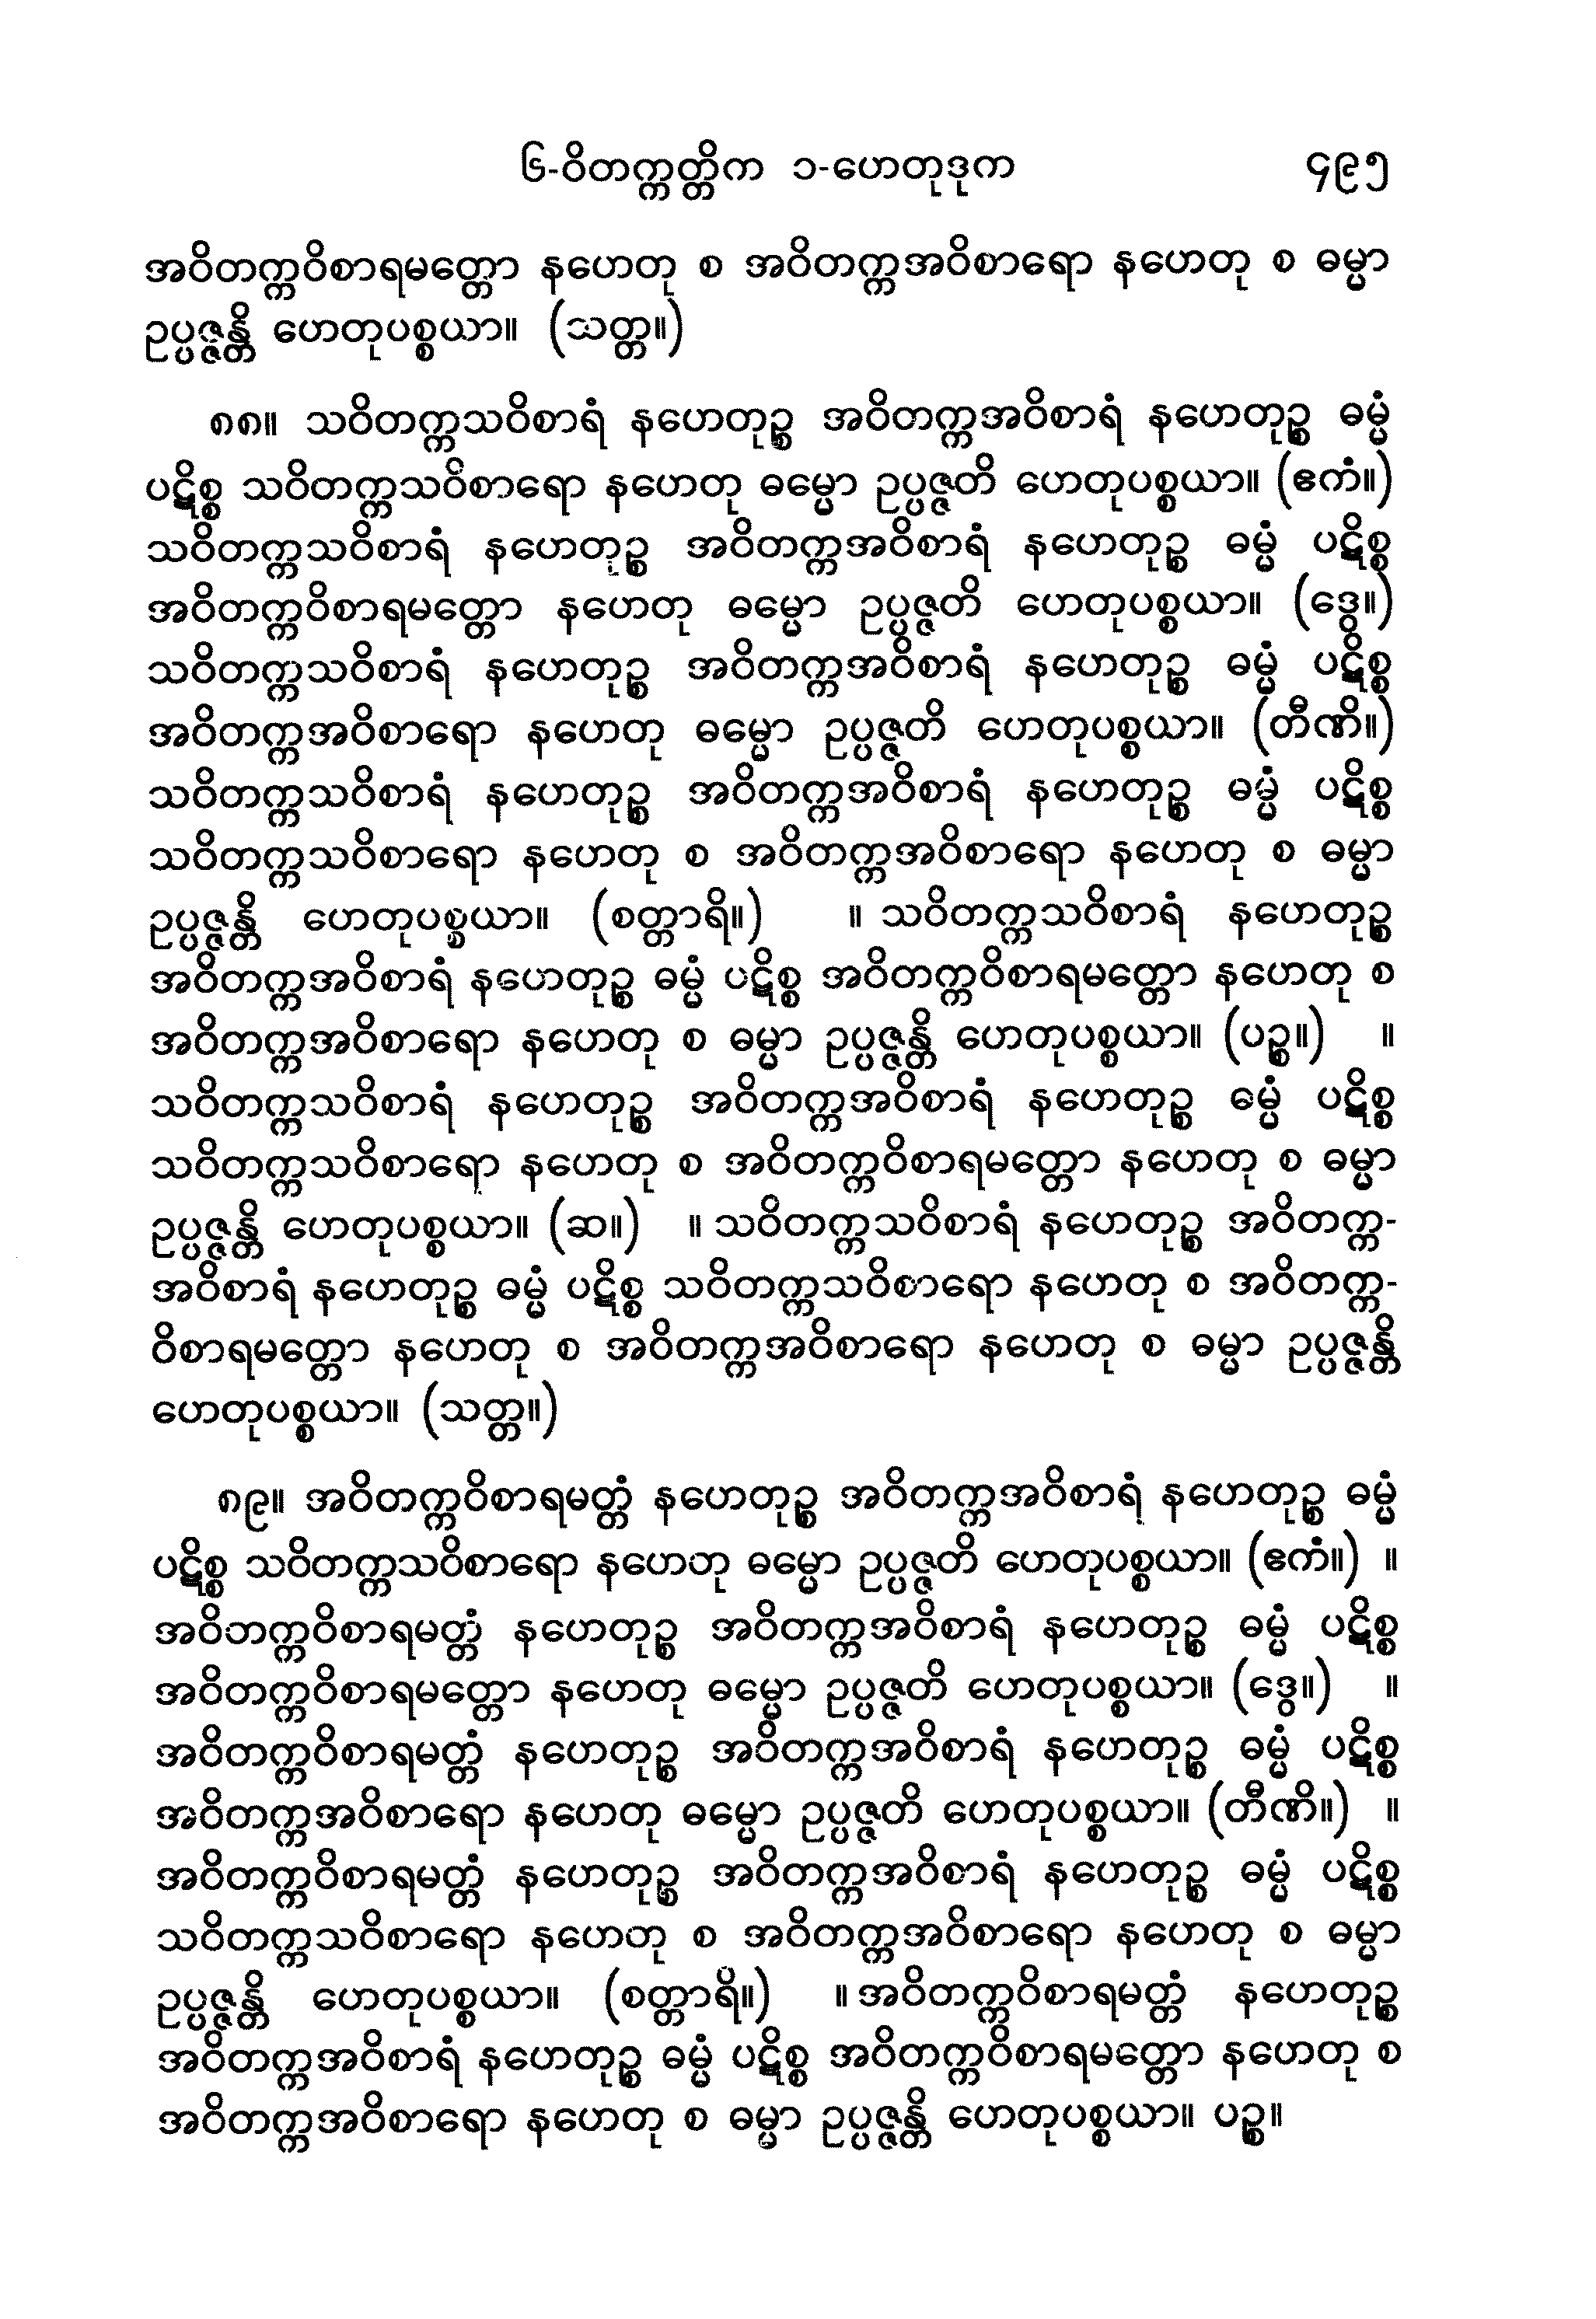 ၆-ဝိတက္ကတ္တိက ၁-ဟေတုဒုက ၄၉၅
အဝိတက္ကဝိစာရမတ္တော နဟေတု စ အဝိတက္ကအဝိစာရော နဟေတု စ ဓမ္မာ
ဥပ္ပဇ္ဇန္တိ ဟေတုပစ္စယာ။ (သတ္တ။)
၈၈။ သဝိတက္ကသဝိစာရံ နဟေတုဉ္စ အဝိတက္ကအဝိစာရံ နဟေတုဉ္စ ဓမ္မံ
ပဋိစ္စ သဝိတက္ကသဝိစာရော နဟေတု ဓမ္မော ဥပ္ပဇ္ဇတိ ဟေတုပစ္စယာ။ (ဧကံ။)
သဝိတက္ကသဝိစာရံ နဟေတုဉ္စ အဝိတက္ကအဝိစာရံ နဟေတုဉ္စ ဓမ္မံ ပဋိစ္စ
အဝိတက္ကဝိစာရမတ္တော နဟေတု ဓမ္မော ဥပ္ပဇ္ဇတိ ဟေတုပစ္စယာ။ (ဒွေ။)
သဝိတက္ကသဝိစာရံ နဟေတုဉ္စ အဝိတက္ကအဝိစာရံ နဟေတုဉ္စ ဓမ္မံ ပဋိစ္စ
အဝိတက္ကအဝိစာရော နဟေတု ဓမ္မော ဥပ္ပဇ္ဇတိ ဟေတုပစ္စယာ။ (တီဏိ။)
သဝိတက္ကသဝိစာရံ နဟေတုဉ္စ အဝိတက္ကအဝိစာရံ နဟေတုဉ္စ ဓမ္မံ ပဋိစ္စ
သဝိတက္ကသဝိစာရော နဟေတု စ အဝိတက္ကအဝိစာရော နဟေတု စ ဓမ္မာ
ဥပ္ပဇ္ဇန္တိ ဟေတုပစ္စယာ။ (စတ္တာရိ။) ။ သဝိတက္ကသဝိစာရံ နဟေတုဉ္စ
အဝိတက္ကအဝိစာရံ နဟေတုဉ္စ ဓမ္မံ ပဋိစ္စ အဝိတက္ကဝိစာရမတ္တော နဟေတု စ
အဝိတက္ကအဝိစာရော နဟေတု စ ဓမ္မာ ဥပ္ပဇ္ဇန္တိ ဟေတုပစ္စယာ။ (ပဉ္စ။) ။
သဝိတက္ကသဝိစာရံ နဟေတုဉ္စ အဝိတက္ကအဝိစာရံ နဟေတုဉ္စ ဓမ္မံ ပဋိစ္စ
သဝိတက္ကသဝိစာရော နဟေတု စ အဝိတက္ကဝိစာရမတ္တော နဟေတု စ ဓမ္မာ
ဥပ္ပဇ္ဇန္တိ ဟေတုပစ္စယာ။ (ဆ။) ။ သဝိတက္ကသဝိစာရံ နဟေတုဉ္စ အဝိတက္က-
အဝိစာရံ နဟေတုဉ္စ ဓမ္မံ ပဋိစ္စ သဝိတက္ကသဝိစာရော နဟေတု စ အဝိတက္က-
ဝိစာရမတ္တော နဟေတု စ အဝိတက္ကအဝိစာရော နဟေတု စ ဓမ္မာ ဥပ္ပဇ္ဇန္တိ
ဟေတုပစ္စယာ။ (သတ္တ။)
၈၉။ အဝိတက္ကဝိစာရမတ္တံ နဟေတုဉ္စ အဝိတက္ကအဝိစာရံ နဟေတုဉ္စ ဓမ္မံ
ပဋိစ္စ သဝိတက္ကသဝိစာရော နဟေတု ဓမ္မော ဥပ္ပဇ္ဇတိ ဟေတုပစ္စယာ။ (ဧကံ။) ။
အဝိတက္ကဝိစာရမတ္တံ နဟေတုဉ္စ အဝိတက္ကအဝိစာရံ နဟေတုဉ္စ ဓမ္မံ ပဋိစ္စ
အဝိတက္ကဝိစာရမတ္တော နဟေတု ဓမ္မော ဥပ္ပဇ္ဇတိ ဟေတုပစ္စယာ။ (ဒွေ။) ။
အဝိတက္ကဝိစာရမတ္တံ နဟေတုဉ္စ အဝိတက္ကအဝိစာရံ နဟေတုဉ္စ ဓမ္မံ ပဋိစ္စ
အဝိတက္ကအဝိစာရော နဟေတု ဓမ္မော ဥပ္ပဇ္ဇတိ ဟေတုပစ္စယာ။ (တီဏိ။) ။
အဝိတက္ကဝိစာရမတ္တံ နဟေတုဉ္စ အဝိတက္ကအဝိစာရံ နဟေတုဉ္စ ဓမ္မံ ပဋိစ္စ
သဝိတက္ကသဝိစာရော နဟေတု စ အဝိတက္ကအဝိစာရော နဟေတု စ ဓမ္မာ
ဥပ္ပဇ္ဇန္တိ ဟေတုပစ္စယာ။ (စတ္တာရိ။) ။ အဝိတက္ကဝိစာရမတ္တံ နဟေတုဉ္စ
အဝိတက္ကအဝိစာရံ နဟေတုဉ္စ ဓမ္မံ ပဋိစ္စ အဝိတက္ကဝိစာရမတ္တော နဟေတု စ
အဝိတက္ကအဝိစာရော နဟေတု စ ဓမ္မာ ဥပ္ပဇ္ဇန္တိ ဟေတုပစ္စယာ။ ပဉ္စ။